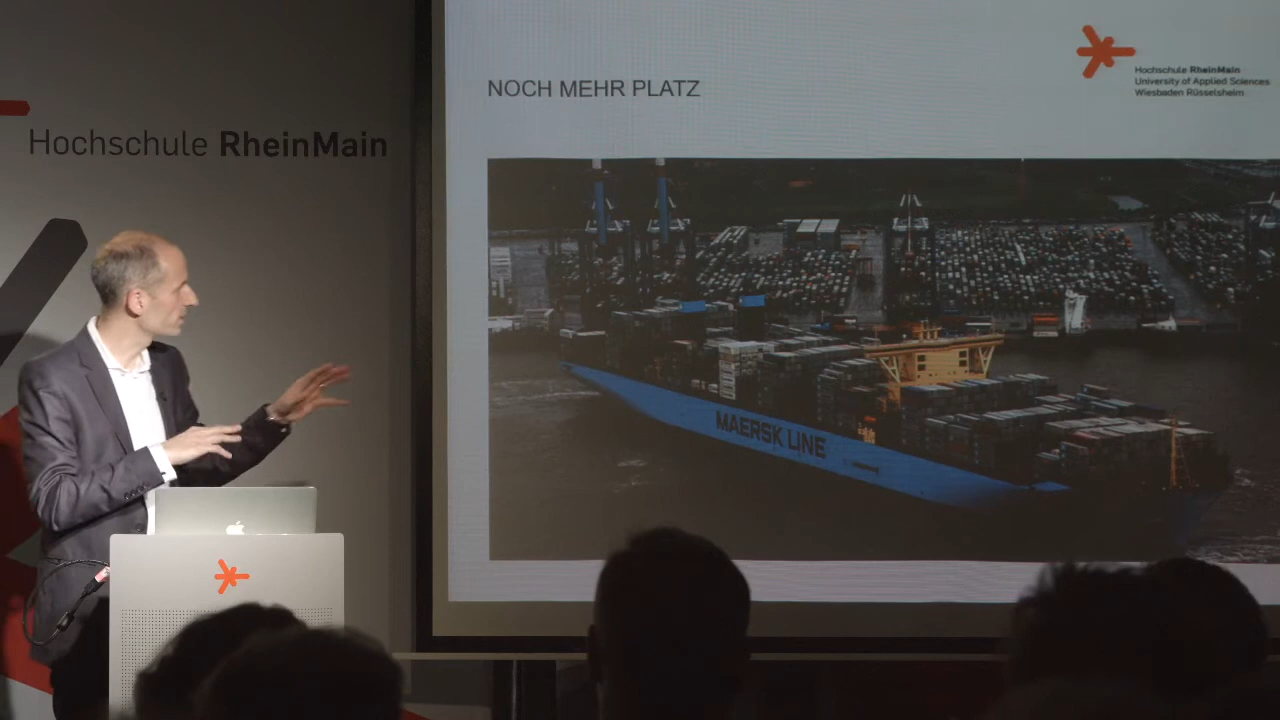 Hochschule RheinMain
NOCH MEHR PLATZ
Hochschule RheinMain
University of Applied Sciences
Wiesbaden Rüsselsheim
MAERSK LINE